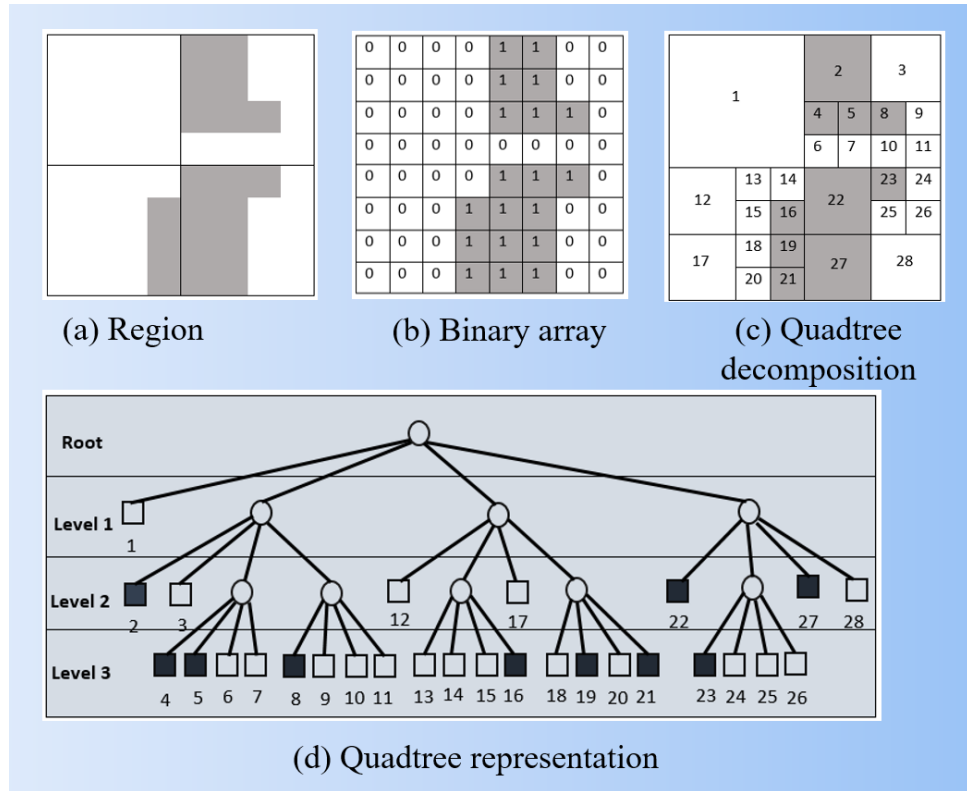 0 0 0 0 1 1 0 0
0 0 0 0 1 1 0 0
0 0 0 0 1 1 1 0
0 0 0 0 0 0 0 0
0 0 0 0 1 1 1 0
0 0 0 1 1 1 0 0
0 0 0 1 1 1 0 0
0 0 0 1 1 1 0 0
1 2 3
4 5 8 9
6 7 10 11
12 13 14 22 23 24
15 16 25 26
17 18 19 27 28
20 21
(a) Region
(b) Binary array
(c) Quadtree
decomposition
Root
Level 1
1
Level 2
2 3 12 17 22 27 28
Level 3
4 5 6 7 8 9 10 11 13 14 15 16 18 19 20 21 23 24 25 26
(d) Quadtree representation